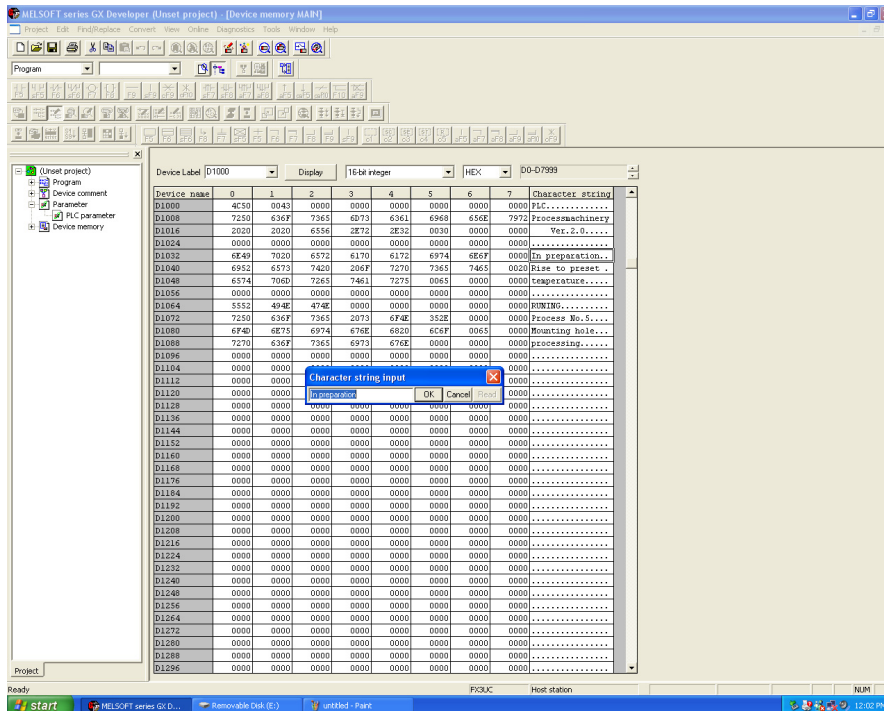 MELSOFT series GX Developer (Unset project) - [Device memory MAIN]
Project Edit Find/Replace Convert View Online Diagnostics Tools Window Help
Program
Device Label D1000 Display 16-bit integer HEX D0-D7999
(Unset project)
Program
Device comment
Parameter
PLC parameter
Device memory
Device name 0 1 2 3 4 5 6 7 Character string
D1000 4C50 0043 0000 0000 0000 0000 0000 0000 PLC.............
D1008 7250 636F 7365 6D73 6361 6968 656E 7972 Processmachinery
D1016 2020 2020 6556 2E72 2E32 0030 0000 0000 Ver.2.0.....
D1024 0000 0000 0000 0000 0000 0000 0000 0000 ................
D1032 6E49 7020 6572 6170 6172 6974 6E6F 0000 In preparation..
D1040 6952 6573 7420 206F 7270 7365 7465 0020 Rise to preset .
D1048 6574 706D 7265 7461 7275 0065 0000 0000 temperature.....
D1056 0000 0000 0000 0000 0000 0000 0000 0000 ................
D1064 5552 494E 474E 0000 0000 0000 0000 0000 RUNING..........
D1072 7250 636F 7365 2073 6F4E 352E 0000 0000 Process No.5....
D1080 6F4D 6E75 6974 676E 6820 6C6F 0065 0000 Mounting hole...
D1088 7270 636F 7365 6973 676E 0000 0000 0000 processing......
D1096 0000 0000 0000 0000 0000 0000 0000 0000 ................
D1104 0000 0000 0000 0000 ................
D1112 0000 0000 0000 ................
D1120 0000 0000 0000 ................
D1128 0000 0000 0000 0000 0000 0000 0000 0000 ................
D1136 0000 0000 0000 0000 0000 0000 0000 0000 ................
D1144 0000 0000 0000 0000 0000 0000 0000 0000 ................
D1152 0000 0000 0000 0000 0000 0000 0000 0000 ................
D1160 0000 0000 0000 0000 0000 0000 0000 0000 ................
D1168 0000 0000 0000 0000 0000 0000 0000 0000 ................
D1176 0000 0000 0000 0000 0000 0000 0000 0000 ................
D1184 0000 0000 0000 0000 0000 0000 0000 0000 ................
D1192 0000 0000 0000 0000 0000 0000 0000 0000 ................
D1200 0000 0000 0000 0000 0000 0000 0000 0000 ................
D1208 0000 0000 0000 0000 0000 0000 0000 0000 ................
D1216 0000 0000 0000 0000 0000 0000 0000 0000 ................
D1224 0000 0000 0000 0000 0000 0000 0000 0000 ................
D1232 0000 0000 0000 0000 0000 0000 0000 0000 ................
D1240 0000 0000 0000 0000 0000 0000 0000 0000 ................
D1248 0000 0000 0000 0000 0000 0000 0000 0000 ................
D1256 0000 0000 0000 0000 0000 0000 0000 0000 ................
D1264 0000 0000 0000 0000 0000 0000 0000 0000 ................
D1272 0000 0000 0000 0000 0000 0000 0000 0000 ................
D1280 0000 0000 0000 0000 0000 0000 0000 0000 ................
D1288 0000 0000 0000 0000 0000 0000 0000 0000 ................
D1296 0000 0000 0000 0000 0000 0000 0000 0000 ................
Character string input
In preparation OK Cancel Read
Project
Ready FX3UC Host station NUM
start MELSOFT series GX D... Removable Disk (E:) untitled - Paint 12:02 PM